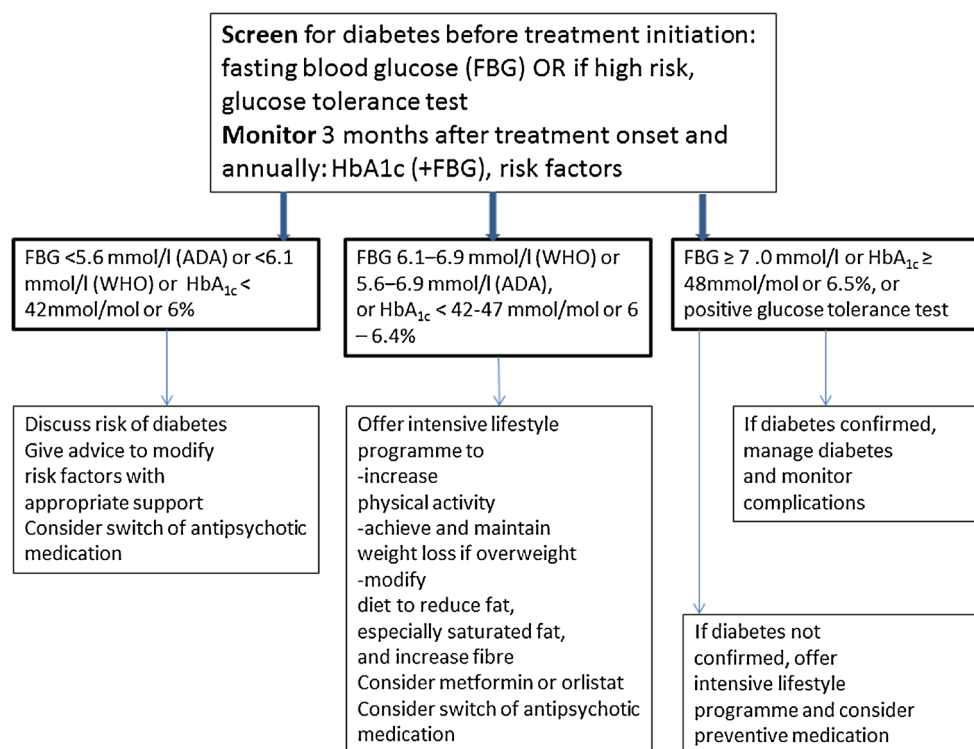 Screen for diabetes before treatment initiation:
fasting blood glucose (FBG) OR if high risk,
glucose tolerance test
Monitor 3 months after treatment onset and
annually: HbA1c (+FBG), risk factors
FBG <5.6 mmol/l (ADA) or <6.1
mmol/l (WHO) or HbA1c <
42mmol/mol or 6%
FBG 6.1–6.9 mmol/l (WHO) or
5.6–6.9 mmol/l (ADA),
or HbA1c < 42-47 mmol/mol or 6
– 6.4%
FBG ≥ 7 .0 mmol/l or HbA1c ≥
48mmol/mol or 6.5%, or
positive glucose tolerance test
Discuss risk of diabetes
Give advice to modify
risk factors with
appropriate support
Consider switch of antipsychotic
medication
Offer intensive lifestyle
programme to
-increase
physical activity
-achieve and maintain
weight loss if overweight
-modify
diet to reduce fat,
especially saturated fat,
and increase fibre
Consider metformin or orlistat
Consider switch of antipsychotic
medication
If diabetes confirmed,
manage diabetes
and monitor
complications
If diabetes not
confirmed, offer
intensive lifestyle
programme and consider
preventive medication